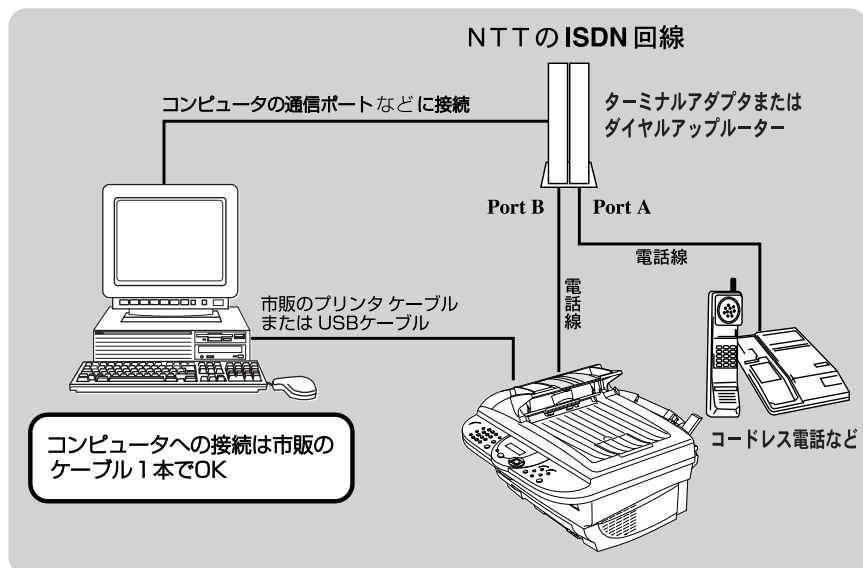 NTTのISDN回線
コンピュータの通信ポートなどに接続
ターミナルアダプタまたは
ダイヤルアップルーター
Port B
Port A
電話線
電話線
市販のプリンタ ケーブル
または USBケーブル
コードレス電話など
コンピュータへの接続は市販の
ケーブル1本でOK